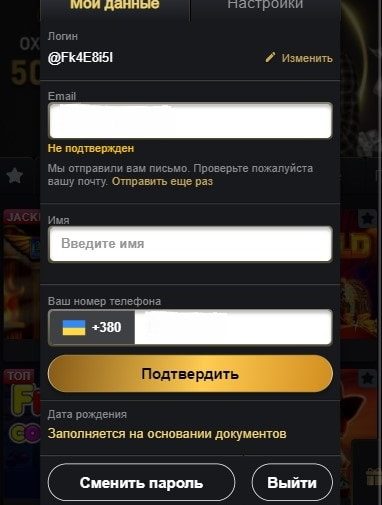 Мои данные
Настройки
Логин
@Fk4E8i5I
Изменить
Email
Не подтвержден
Мы отправили вам письмо. Проверьте пожалуйста
вашу почту. Отправить еще раз
Имя
Введите имя
Ваш номер телефона
+380
Подтвердить
Дата рождения
Заполняется на основании документов
Сменить пароль
Выйти
JACK
ТОП